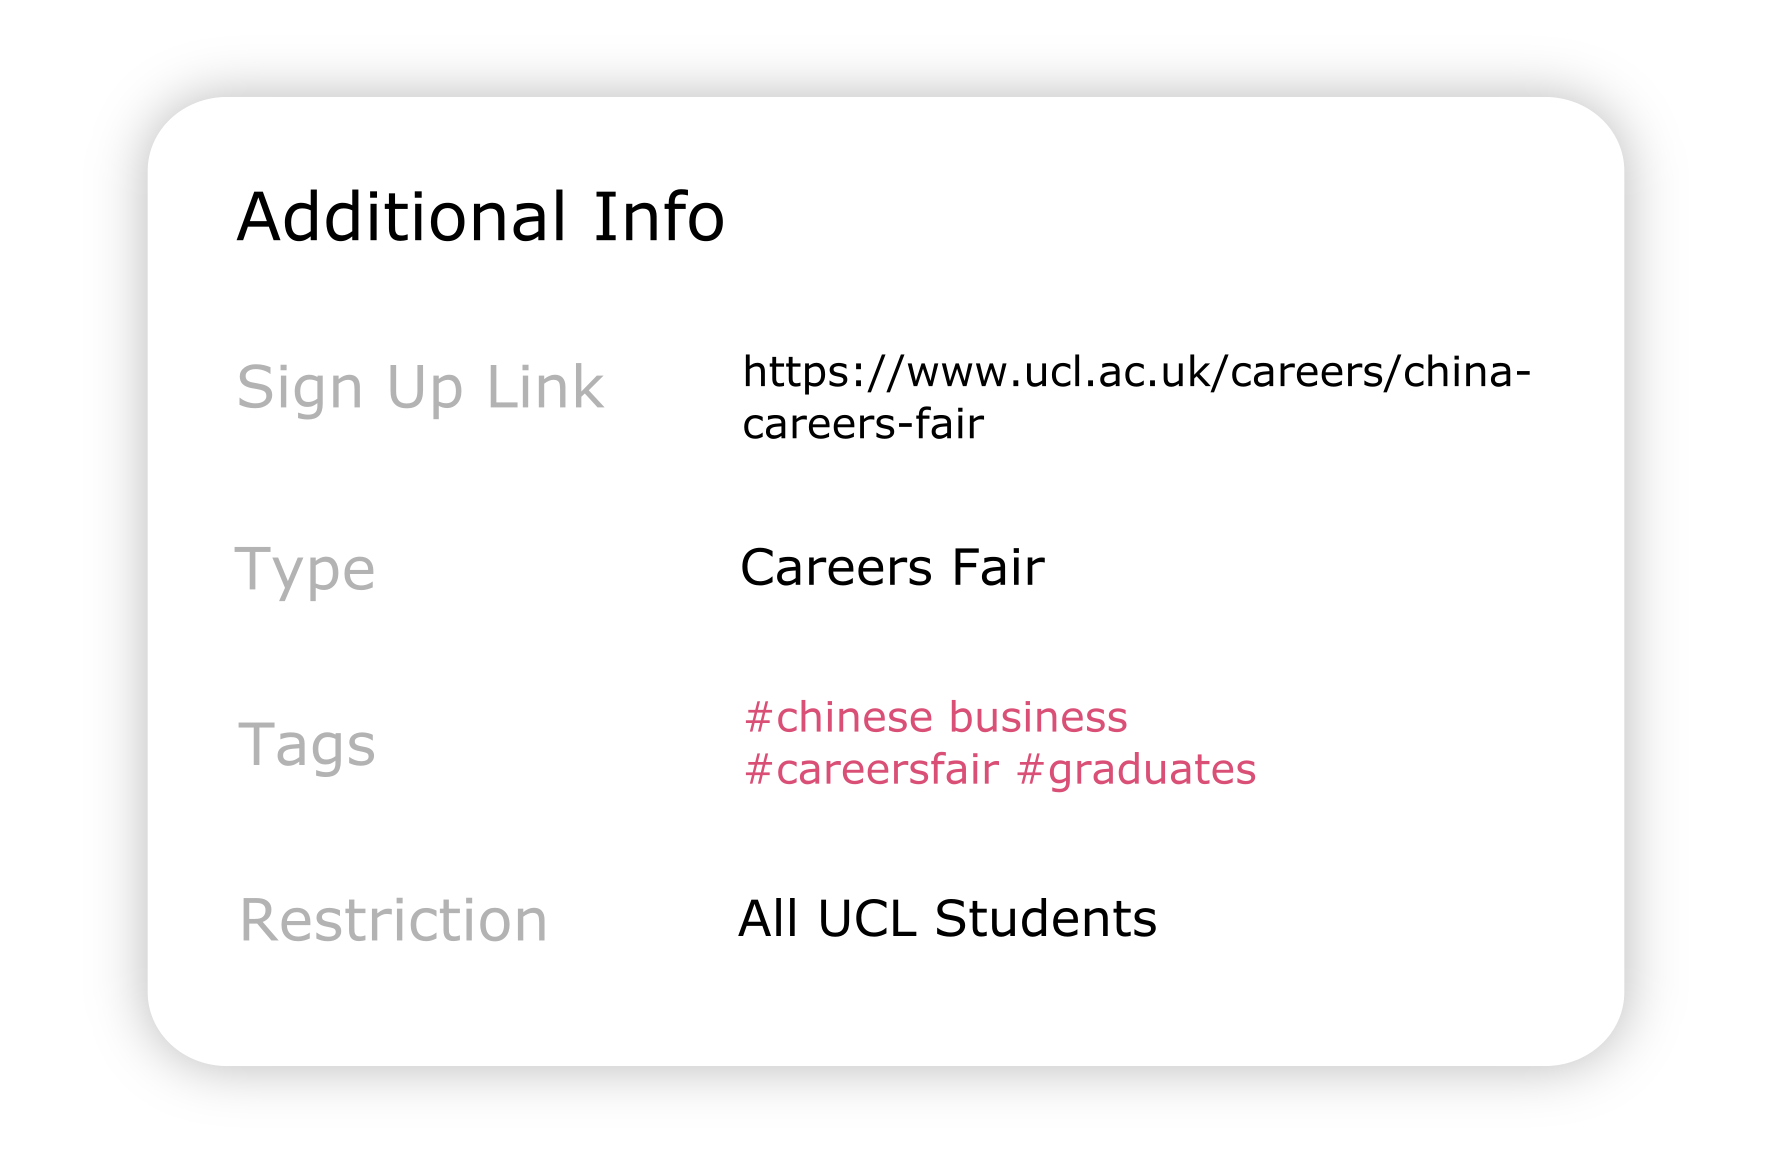 Additional Info
Sign Up Link
https://www.ucl.ac.uk/careers/china-
careers-fair
Type
Careers Fair
Tags
#chinese business
#careersfair #graduates
Restriction
All UCL Students